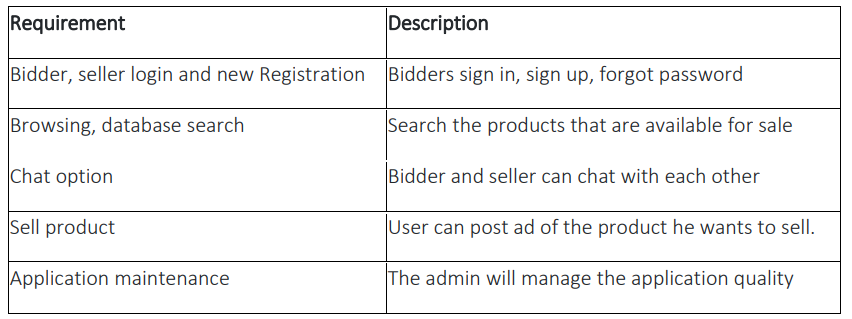 Requirement Description
Bidder, seller login and new Registration Bidders sign in, sign up, forgot password
Browsing, database search Search the products that are available for sale
Chat option Bidder and seller can chat with each other
Sell product User can post ad of the product he wants to sell.
Application maintenance The admin will manage the application quality